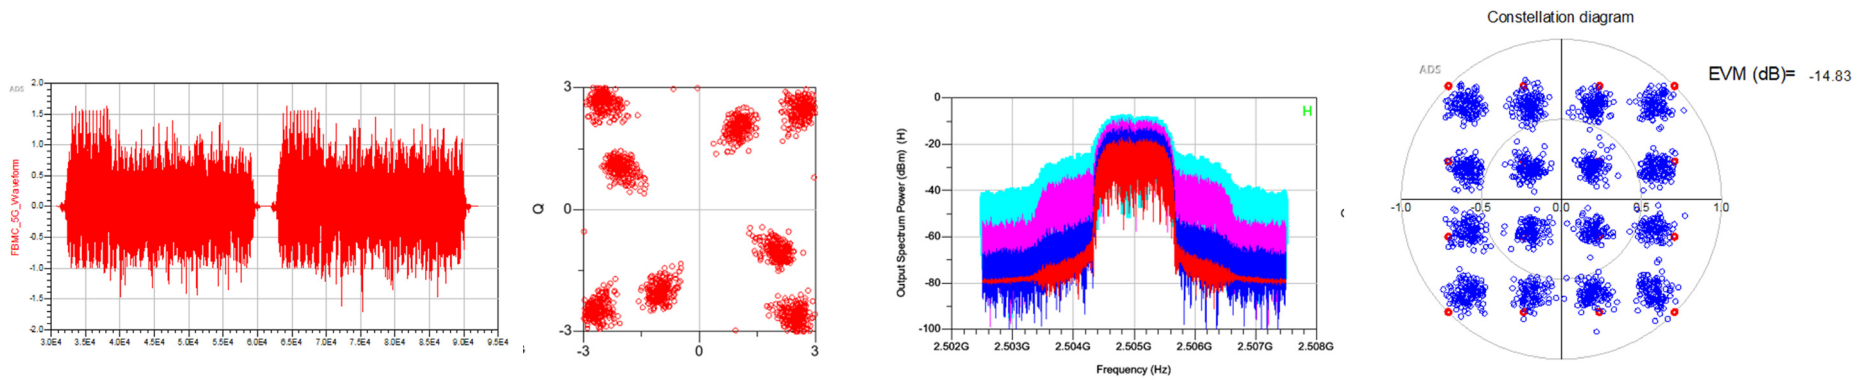 ADS
FBMC_5G_Waveform
2.0
1.5
1.0
0.5
0.0
-0.5
-1.0
-1.5
-2.0
3.0E4 3.5E4 4.0E4 4.5E4 5.0E4 5.5E4 6.0E4 6.5E4 7.0E4 7.5E4 8.0E4 8.5E4 9.0E4 9.5E4
Q
3
0
-3
-3 0 3
Output Spectrum Power (dBm) (H)
H
0
-20
-40
-60
-80
-100
2.502G 2.503G 2.504G 2.505G 2.506G 2.507G 2.508G
Frequency (Hz)
Constellation diagram
ADS
EVM (dB)= -14.83
-1.0 -0.5 0.0 0.5 1.0